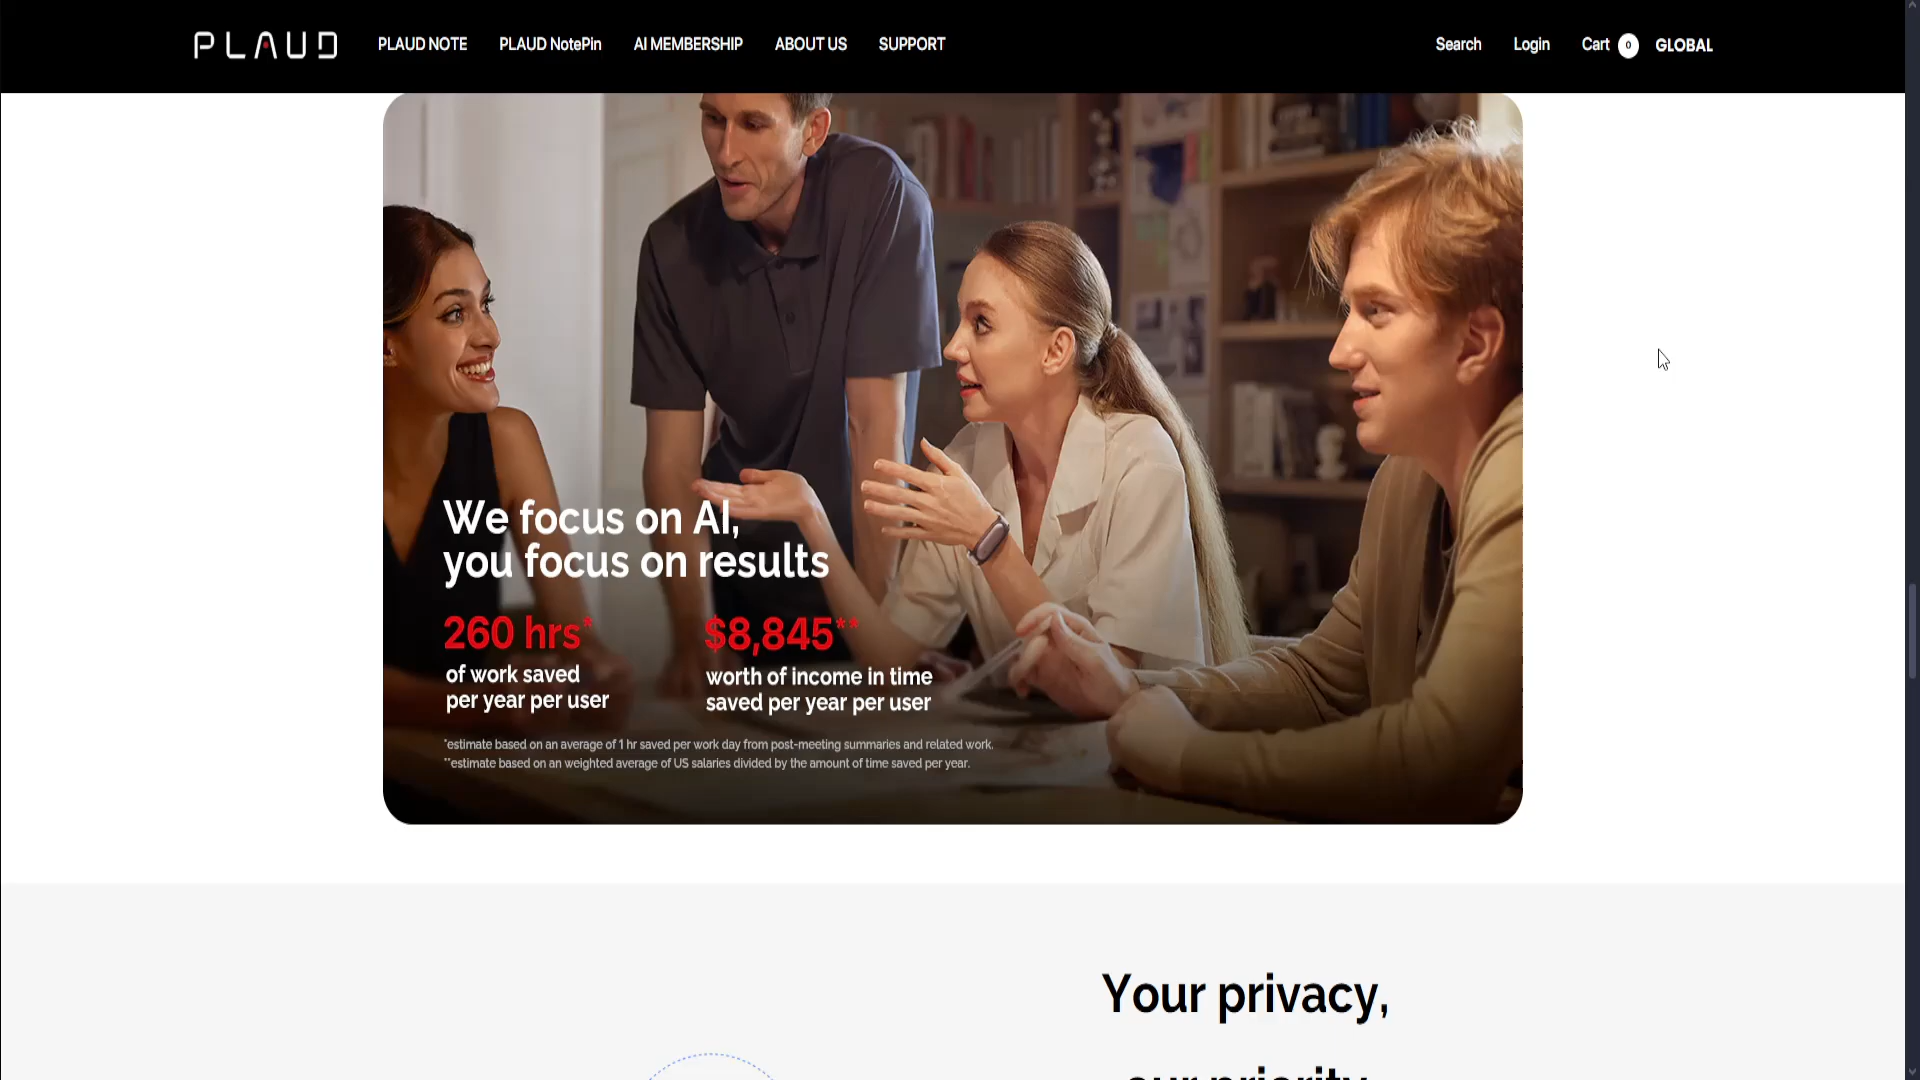 PLAUD
PLAUD NOTE
PLAUD NotePin
AI MEMBERSHIP
ABOUT US
SUPPORT
Search
Login
Cart 0
GLOBAL
We focus on AI,
you focus on results
260 hrs*
of work saved
per year per user
$8,845**
worth of income in time
saved per year per user
*estimate based on an average of 1 hr saved per work day from post-meeting summaries and related work.
**estimate based on an weighted average of US salaries divided by the amount of time saved per year.
Your privacy,
our priority